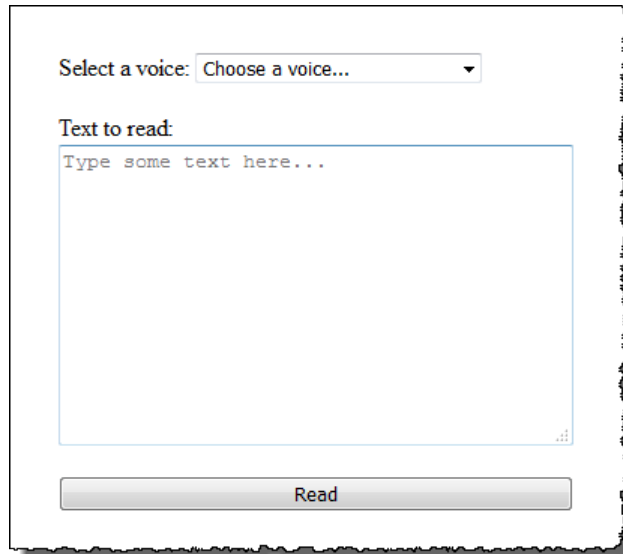 Select a voice: Choose a voice...
Text to read:
Type some text here...
Read